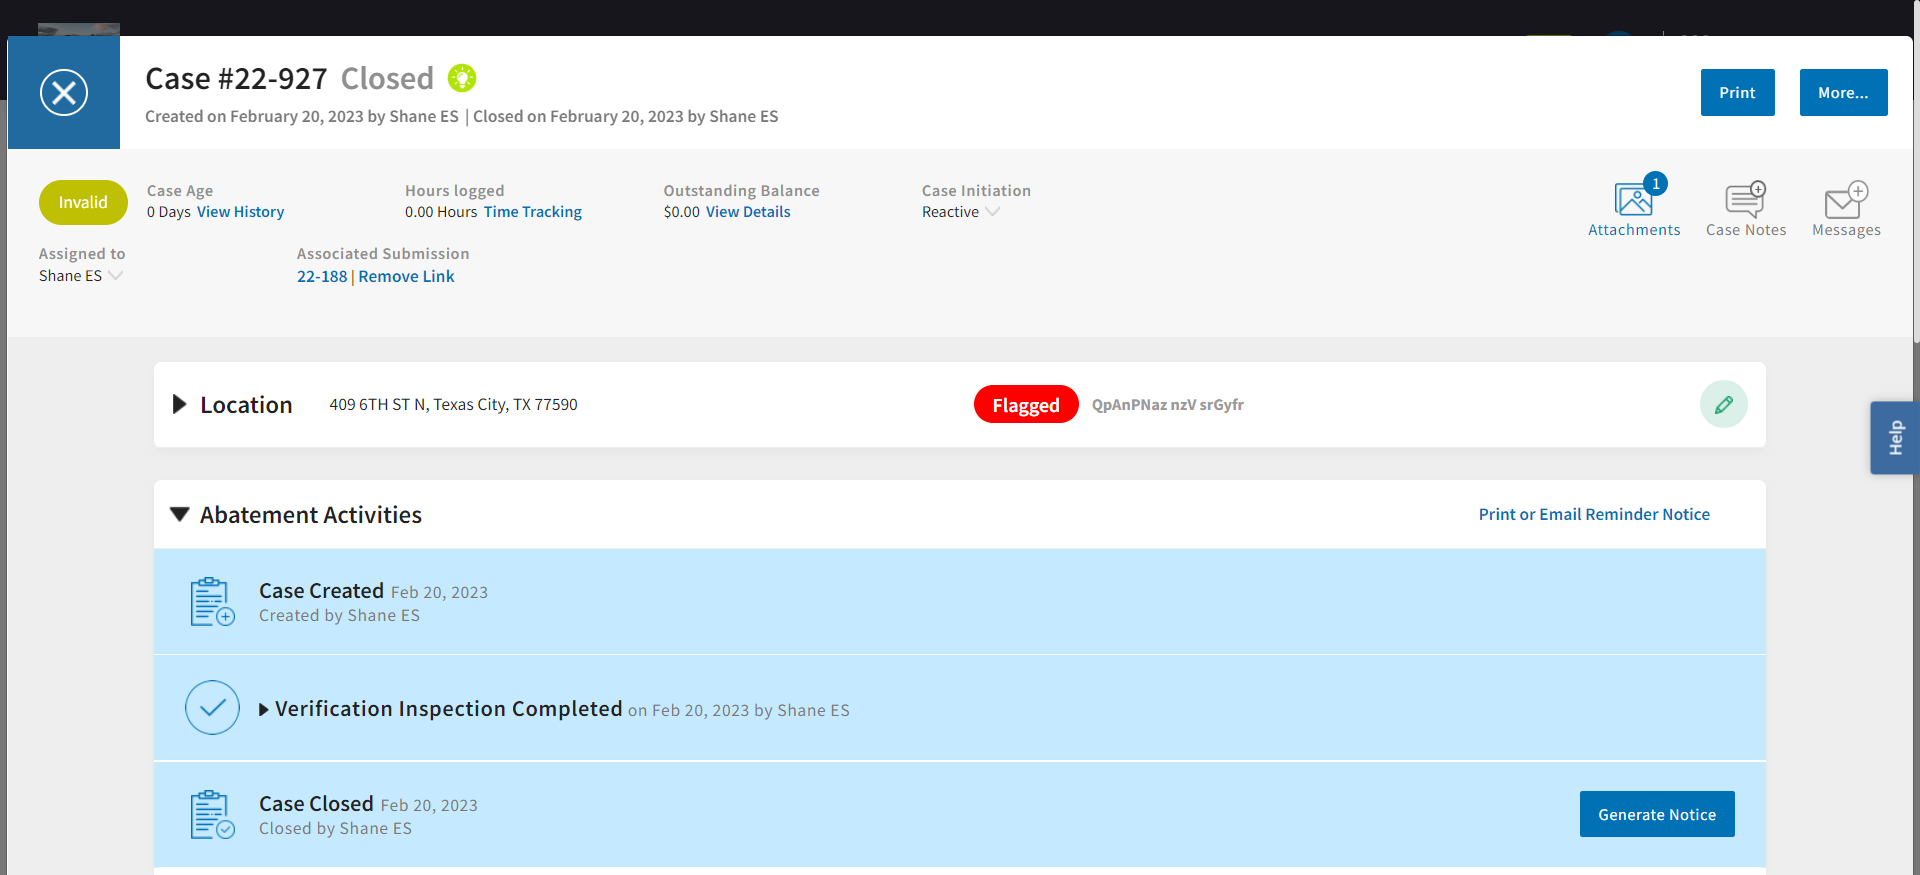 Case #22-927 Closed
Created on February 20, 2023 by Shane ES | Closed on February 20, 2023 by Shane ES
Print
More...
Invalid
Case Age
0 Days View History
Hours logged
0.00 Hours Time Tracking
Outstanding Balance
$0.00 View Details
Case Initiation
Reactive
1
Attachments
Case Notes
Messages
Assigned to
Shane ES
Associated Submission
22-188 | Remove Link
Location
409 6TH ST N, Texas City, TX 77590
Flagged
QpAnPNaz nzV srGyfr
Help
Abatement Activities
Print or Email Reminder Notice
Case Created Feb 20, 2023
Created by Shane ES
Verification Inspection Completed on Feb 20, 2023 by Shane ES
Case Closed Feb 20, 2023
Closed by Shane ES
Generate Notice